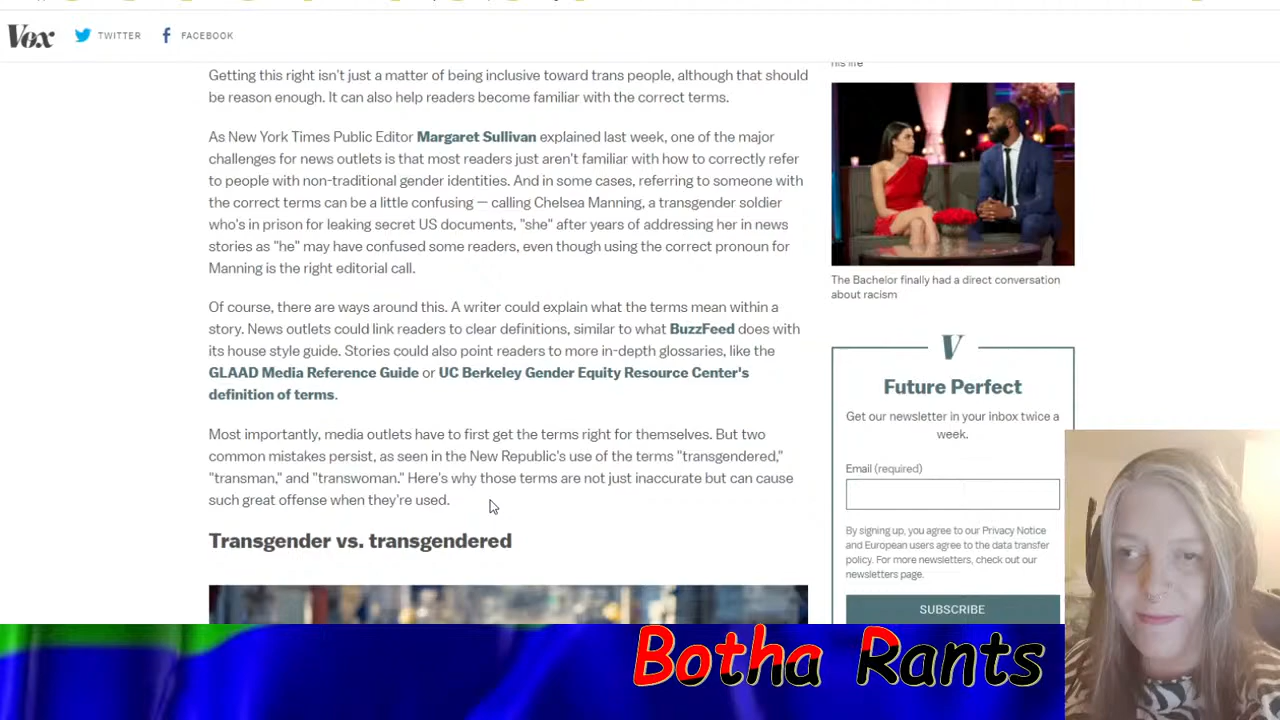 Vox
TWITTER
FACEBOOK
Getting this right isn't just a matter of being inclusive toward trans people, although that should
be reason enough. It can also help readers become familiar with the correct terms.
As New York Times Public Editor Margaret Sullivan explained last week, one of the major
challenges for news outlets is that most readers just aren't familiar with how to correctly refer
to people with non-traditional gender identities. And in some cases, referring to someone with
the correct terms can be a little confusing — calling Chelsea Manning, a transgender soldier
who's in prison for leaking secret US documents, "she" after years of addressing her in news
stories as "he" may have confused some readers, even though using the correct pronoun for
Manning is the right editorial call.
Of course, there are ways around this. A writer could explain what the terms mean within a
story. News outlets could link readers to clear definitions, similar to what BuzzFeed does with
its house style guide. Stories could also point readers to more in-depth glossaries, like the
GLAAD Media Reference Guide or UC Berkeley Gender Equity Resource Center's
definition of terms.
Most importantly, media outlets have to first get the terms right for themselves. But two
common mistakes persist, as seen in the New Republic's use of the terms "transgendered,"
"transman," and "transwoman." Here's why those terms are not just inaccurate but can cause
such great offense when they're used.
Transgender vs. transgendered
his life
The Bachelor finally had a direct conversation
about racism
V
Future Perfect
Get our newsletter in your inbox twice a
week.
Email (required)
By signing up, you agree to our Privacy Notice
and European users agree to the data transfer
policy. For more newsletters, check out our
newsletters page.
SUBSCRIBE
Botha Rants